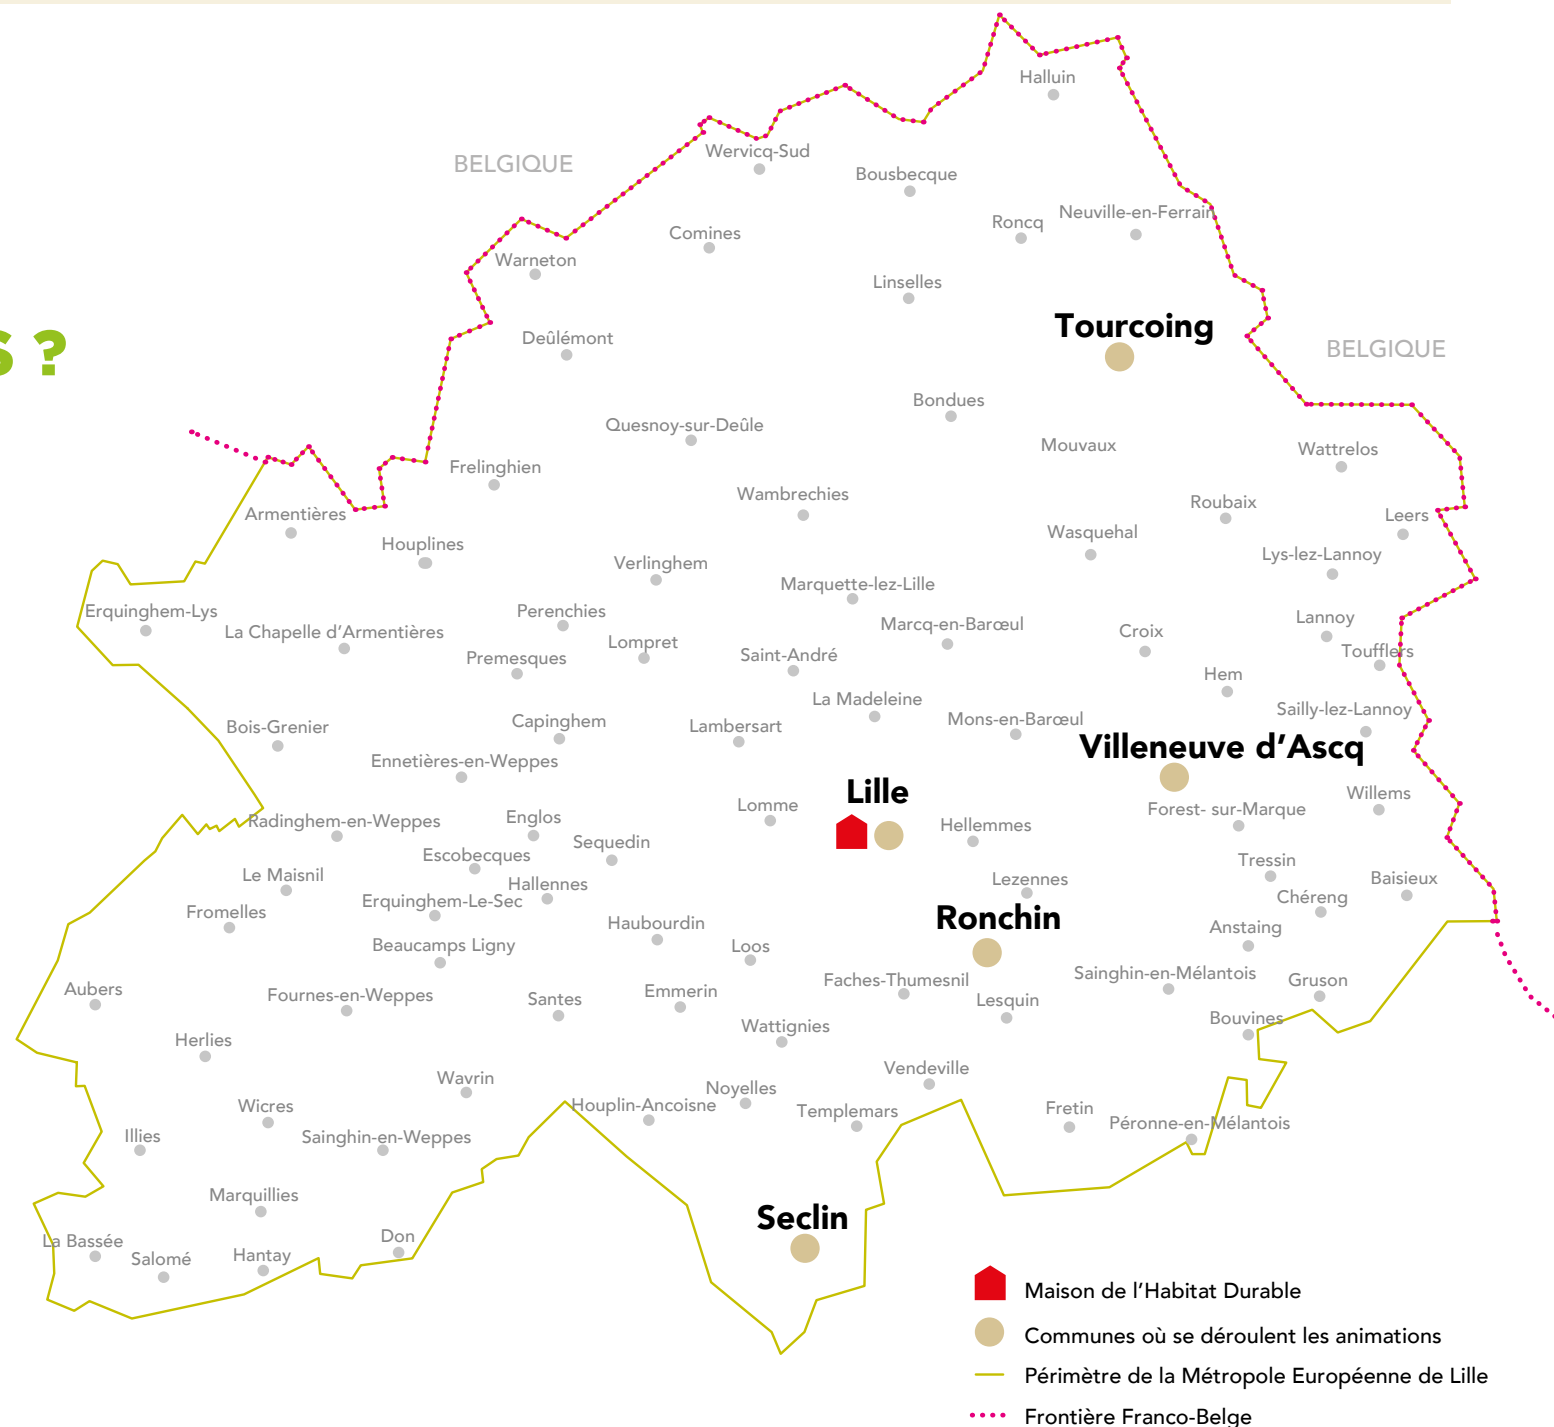 Halluin
Wervicq-Sud
BELGIQUE
Bousbecque
Neuville-en-Ferrain
Roncq
Comines
Warneton
Linselles
Tourcoing
S ?
Deûlémont
BELGIQUE
Bondues
Quesnoy-sur-Deûle
Mouvaux
Wattrelos
Frelinghien
Wambrechies
Roubaix
Armentières
Leers
Wasquehal
Houplines
Lys-lez-Lannoy
Verlinghem
Marquette-lez-Lille
Erquinghem-Lys
Perenchies
Lannoy
Marcq-en-Barœul
La Chapelle d'Armentières
Croix
Lompret
Toufflers
Saint-André
Premesques
Hem
La Madeleine
Sailly-lez-Lannoy
Mons-en-Barœul
Capinghem
Bois-Grenier
Lambersart
Villeneuve d'Ascq
Ennetières-en-Weppes
Lille
Willems
Lomme
Forest- sur-Marque
Englos
Radinghem-en-Weppes
Hellemmes
Sequedin
Escobecques
Tressin
Le Maisnil
Lezennes
Baisieux
Hallennes
Chéreng
Erquinghem-Le-Sec
Fromelles
Ronchin
Haubourdin
Anstaing
Beaucamps Ligny
Loos
Sainghin-en-Mélantois
Faches-Thumesnil
Gruson
Aubers
Emmerin
Fournes-en-Weppes
Santes
Lesquin
Bouvines
Wattignies
Herlies
Vendeville
Wavrin
Noyelles
Houplin-Ancoisne
Wicres
Fretin
Templemars
Péronne-en-Mélantois
Illies
Sainghin-en-Weppes
Marquillies
Seclin
Don
La Bassée
Hantay
Salomé
Maison de l'Habitat Durable
Communes où se déroulent les animations
Périmètre de la Métropole Européenne de Lille
Frontière Franco-Belge